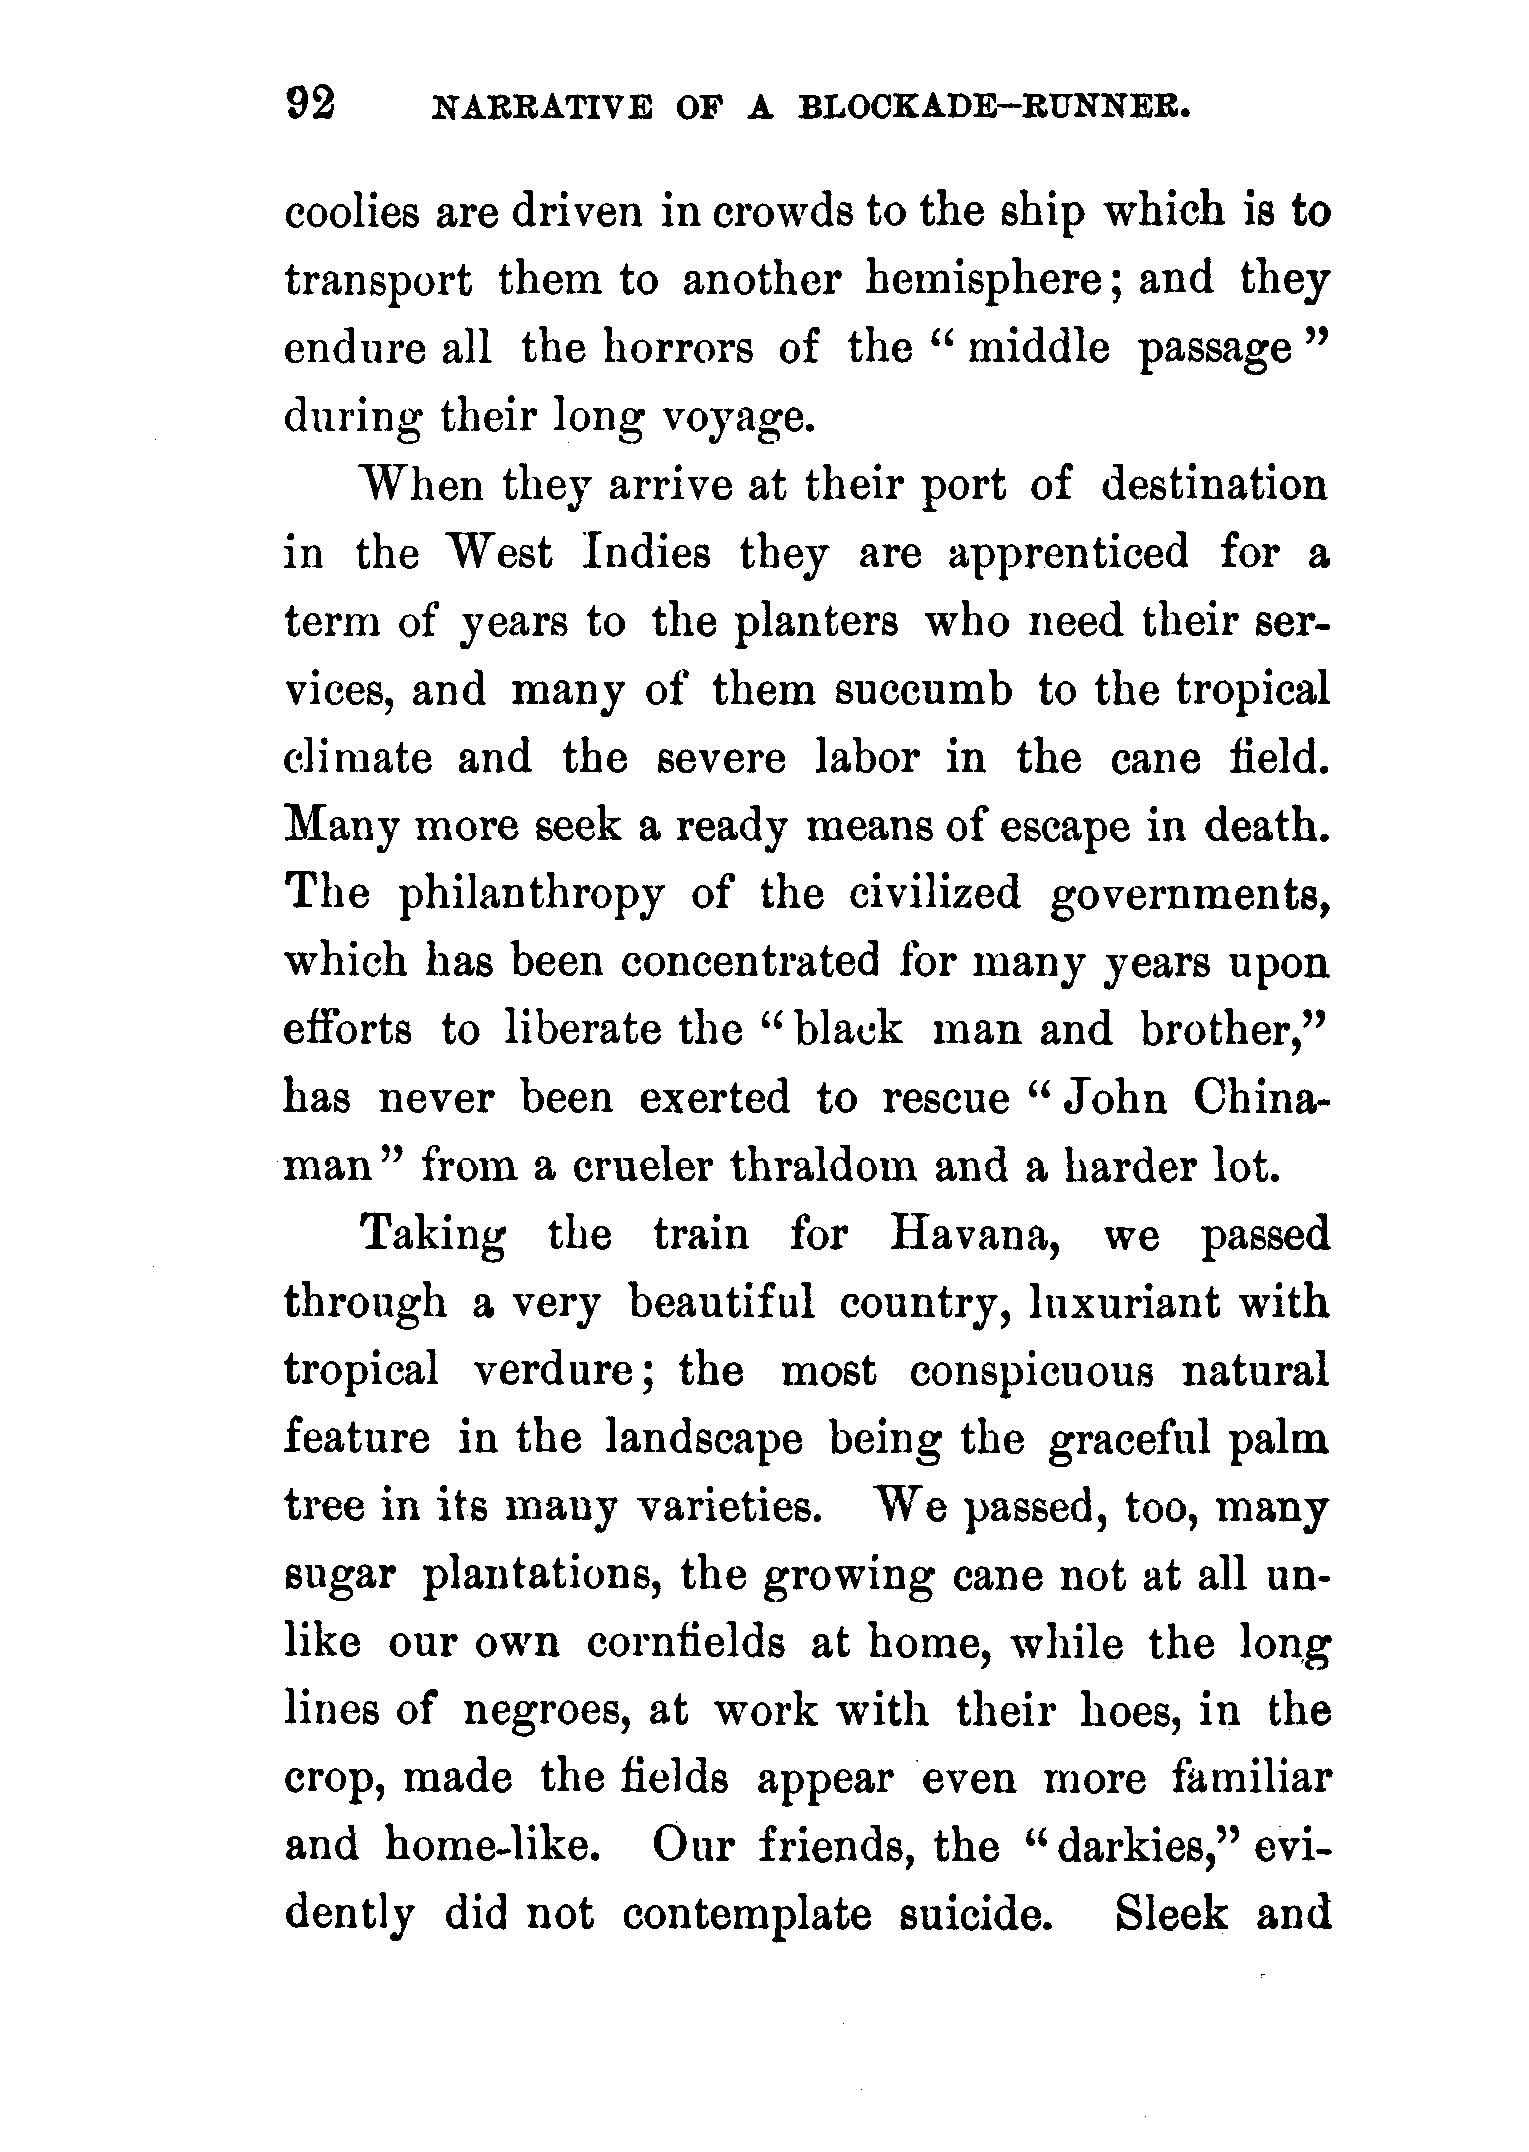 92 NARRATIVE OF A BLOCKADE-RUNNER.
coolies are driven in crowds to the ship which is to
transport them to another hemisphere; and they
endure all the horrors of the “ middle passage ”
during their long voyage.
When they arrive at their port of destination
in the West Indies they are apprenticed for a
term of years to the planters who need their ser-
vices, and many of them succumb to the tropical
climate and the severe labor in the cane field.
Many more seek a ready means of escape in death.
The philanthropy of the civilized governments,
which has been concentrated for many years upon
efforts to liberate the “ black man and brother,”
has never been exerted to rescue “ John China-
man ” from a crueler thraldom and a harder lot.
Taking the train for Havana, we passed
through a very beautiful country, luxuriant with
tropical verdure; the most conspicuous natural
feature in the landscape being the graceful palm
tree in its many varieties. We passed, too, many
sugar plantations, the growing cane not at all un-
like our own cornfields at home, while the long
lines of negroes, at work with their hoes, in the
crop, made the fields appear even more familiar
and home-like. Our friends, the “ darkies,” evi-
dently did not contemplate suicide. Sleek and